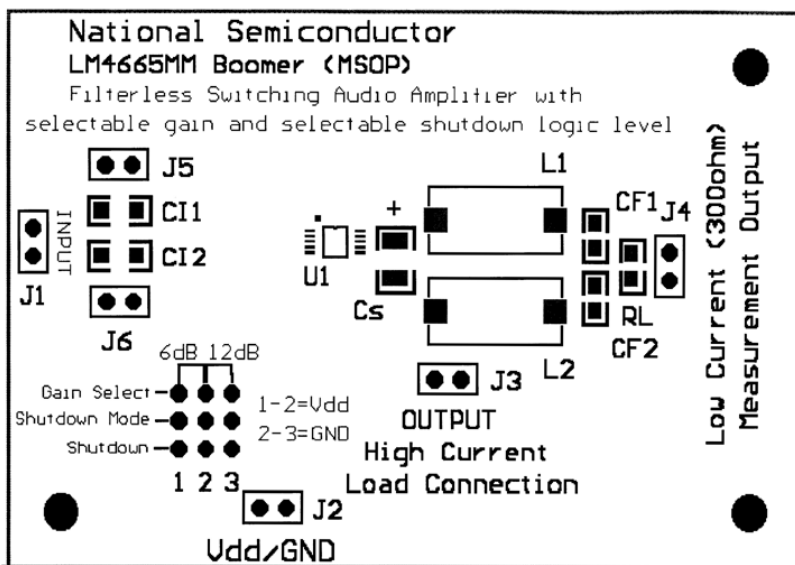 National Semiconductor
LM4665MM Boomer (MSOP)
Filterless Switching Audio Amplifier with
selectable gain and selectable shutdown logic level
J5
CI1
INPUT
CI2
J1
J6
L1
+
U1
Cs
CF1
J4
RL
CF2
L2
J3
OUTPUT
High Current
Load Connection
6dB 12dB
Gain Select
Shutdown Mode
Shutdown
1-2=Vdd
2-3=GND
1 2 3
J2
Vdd/GND
Low Current (300ohm)
Measurement Output